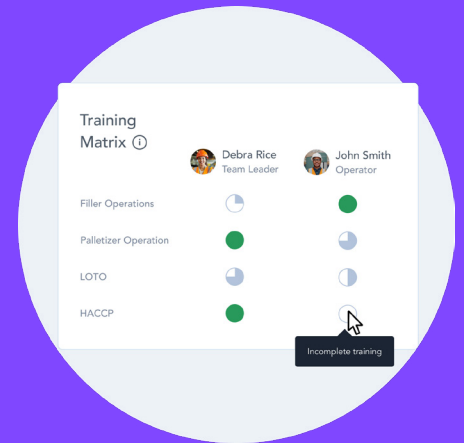 Training
Matrix
Debra Rice
Team Leader
John Smith
Operator
Filler Operations
Palletizer Operation
LOTO
HACCP
Incomplete training